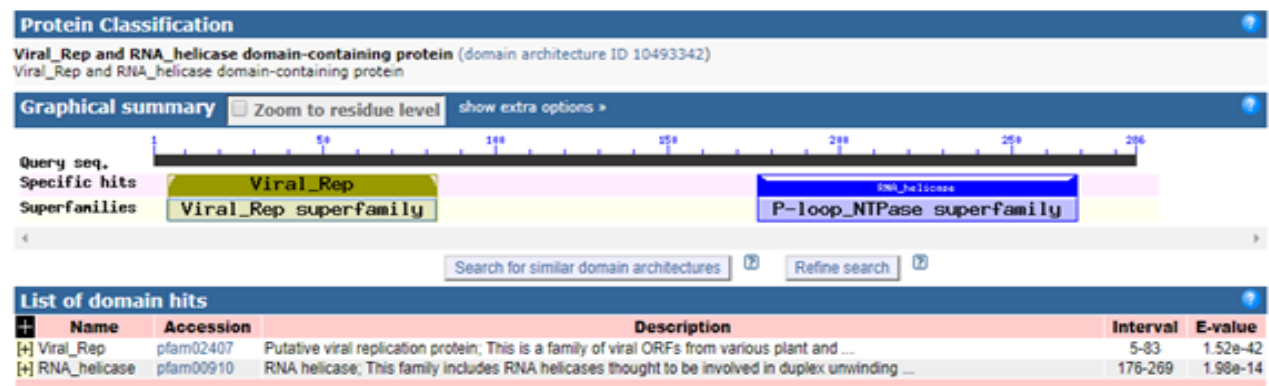 Protein Classification
Viral_Rep and RNA_helicase domain-containing protein (domain architecture ID 10493342)
Viral_Rep and RNA_helicase domain-containing protein
Graphical summary Zoom to residue level show extra options »
1 50 100 150 200 250 286
Query seq.
Specific hits Viral_Rep RNA_helicase
Superfamilies Viral_Rep superfamily P-loop_NTPase superfamily
Search for similar domain architectures ? Refine search ?
List of domain hits ?
+ Name Accession Description Interval E-value
[+] Viral_Rep pfam02407 Putative viral replication protein; This is a family of viral ORFs from various plant and ... 5-83 1.52e-42
[+] RNA_helicase pfam00910 RNA helicase; This family includes RNA helicases thought to be involved in duplex unwinding ... 176-269 1.98e-14